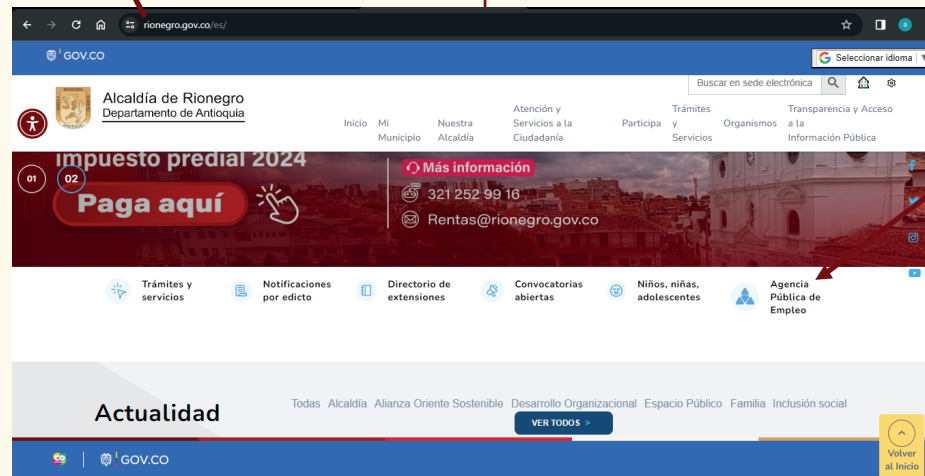 rionegro.gov.co/es/
GOV.CO
Seleccionar idioma
Buscar en sede electrónica
Alcaldía de Rionegro
Departamento de Antioquia
Inicio
Mi
Municipio
Nuestra
Alcaldía
Atención y
Servicios a la
Ciudadanía
Participa
Trámites
y
Servicios
Organismos
Transparencia y Acceso
a la
Información Pública
01
02
impuesto predial 2024
Paga aquí
Más información
321 252 99 16
Rentas@rionegro.gov.co
Trámites y
servicios
Notificaciones
por edicto
Directorio de
extensiones
Convocatorias
abiertas
Niños, niñas,
adolescentes
Agencia
Pública de
Empleo
Actualidad
Todas Alcaldía Alianza Oriente Sostenible Desarrollo Organizacional Espacio Público Familia Inclusión social
VER TODOS >
GOV.CO
Volver
al Inicio